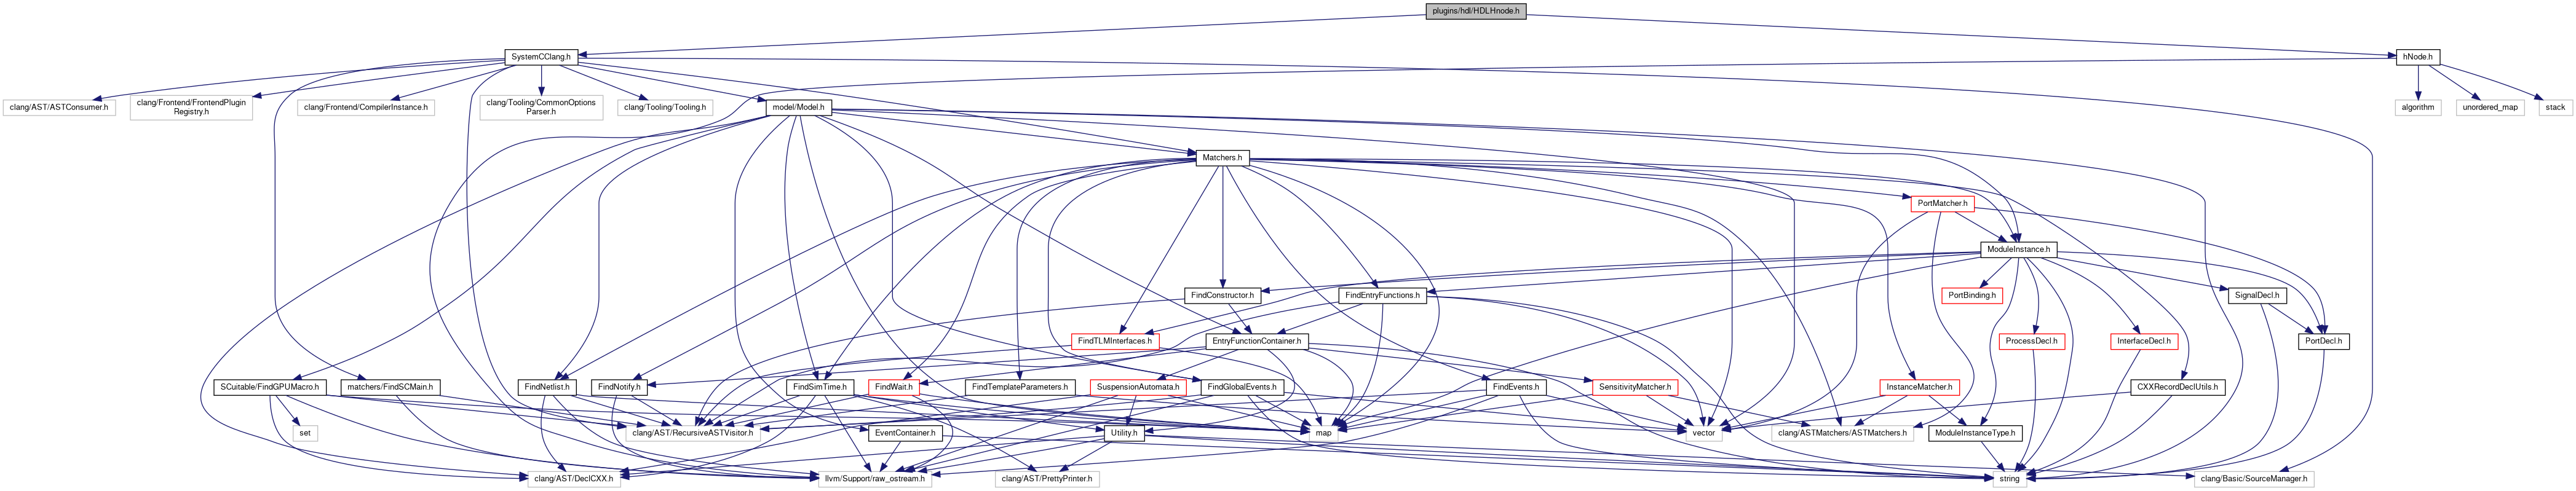 plugins/hdl/HDLHnode.h
SystemCClang.h
hNode.h
clang/AST/ASTConsumer.h
clang/Frontend/FrontendPlugin
Registry.h
clang/Frontend/CompilerInstance.h
clang/Tooling/CommonOptions
Parser.h
clang/Tooling/Tooling.h
model/Model.h
algorithm
unordered_map
stack
Matchers.h
PortMatcher.h
ModuleInstance.h
FindConstructor.h
FindEntryFunctions.h
PortBinding.h
SignalDecl.h
FindTLMInterfaces.h
EntryFunctionContainer.h
ProcessDecl.h
InterfaceDecl.h
PortDecl.h
SCuitable/FindGPUMacro.h
matchers/FindSCMain.h
FindNetlist.h
FindNotify.h
FindSimTime.h
FindWait.h
FindTemplateParameters.h
SuspensionAutomata.h
FindGlobalEvents.h
FindEvents.h
SensitivityMatcher.h
InstanceMatcher.h
CXXRecordDeclUtils.h
set
clang/AST/RecursiveASTVisitor.h
EventContainer.h
Utility.h
map
vector
clang/ASTMatchers/ASTMatchers.h
ModuleInstanceType.h
clang/AST/DeclCXX.h
llvm/Support/raw_ostream.h
clang/AST/PrettyPrinter.h
string
clang/Basic/SourceManager.h